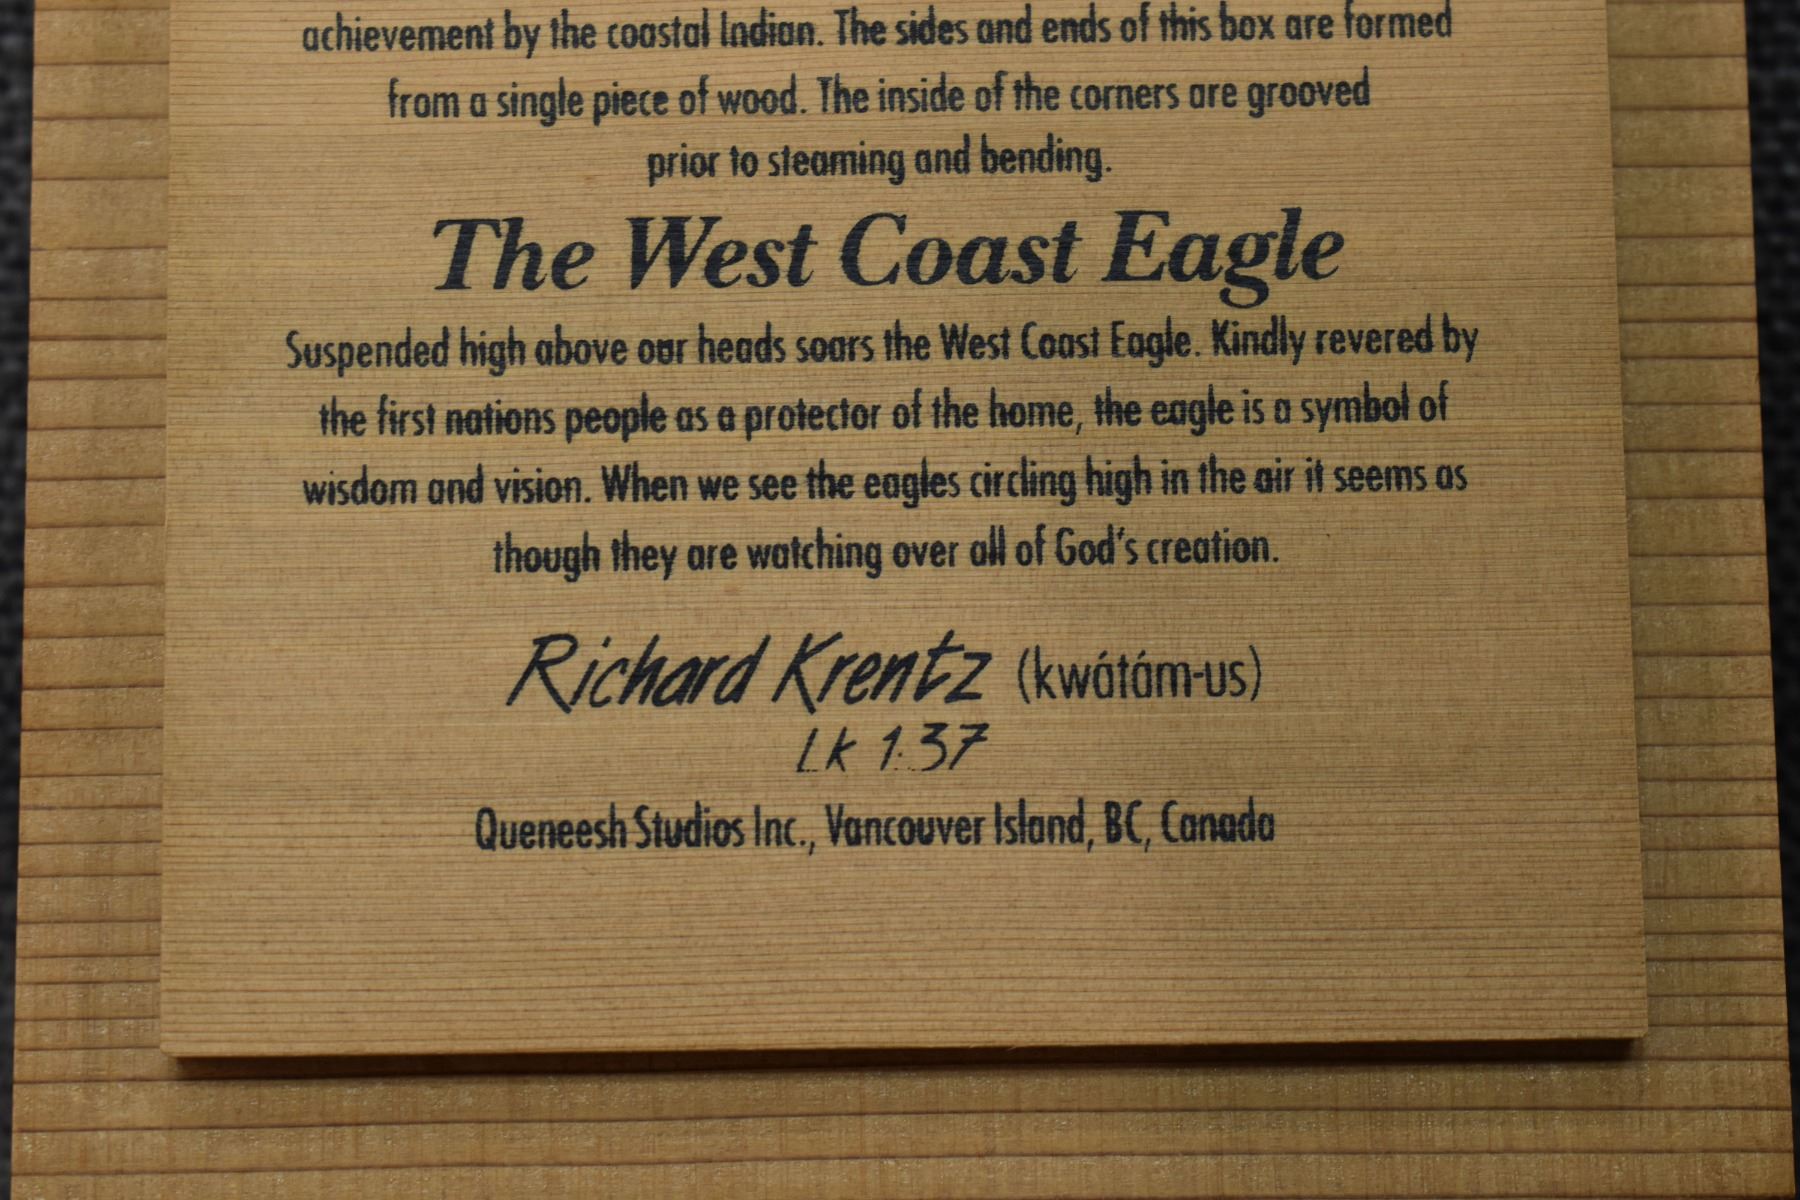 achievement by the coastal Indian. The sides and ends of this box are formed
from a single piece of wood. The inside of the corners are grooved
prior to steaming and bending.
The West Coast Eagle
Suspended high above our heads soars the West Coast Eagle. Kindly revered by
the first nations people as a protector of the home, the eagle is a symbol of
wisdom and vision. When we see the eagles circling high in the air it seems as
though they are watching over all of God's creation.
Richard Krentz (kwátám-us)
Lk 1:37
Queneesh Studios Inc., Vancouver Island, BC, Canada